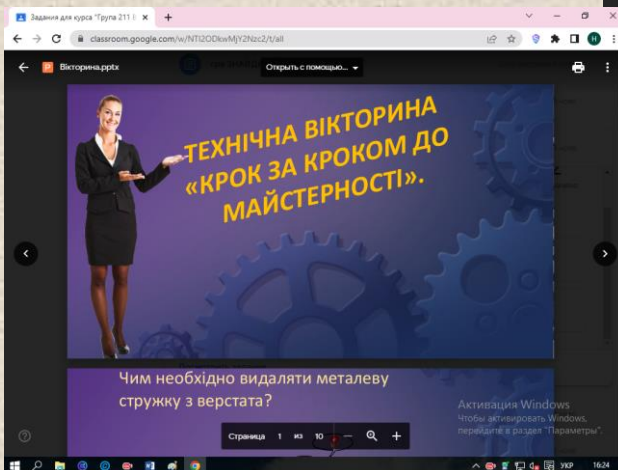 Задания для курса "Група 211 (
classroom.google.com/w/NTI2ODkwMjY2Nzc2/t/all
Вікторина.pptx
Открыть с помощью...
ТЕХНІЧНА ВІКТОРИНА
«КРОК ЗА КРОКОМ ДО
МАЙСТЕРНОСТІ».
Чим необхідно видаляти металеву
стружку з верстата?
Активация Windows
Чтобы активировать Windows,
перейдите в раздел "Параметры".
Страница 1 из 10
УКР 16:24